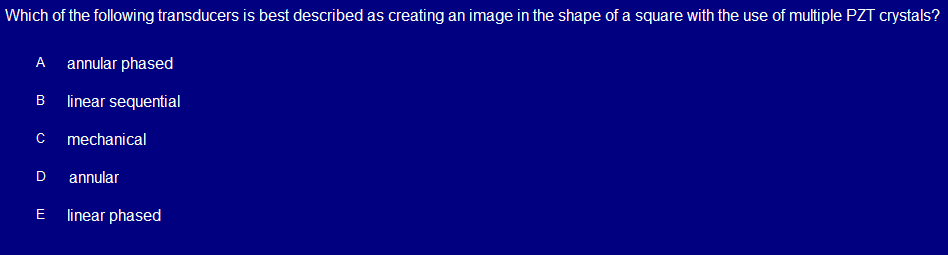 Which of the following transducers is best described as creating an image in the shape of a square with the use of multiple PZT crystals?
A annular phased
B linear sequential
C mechanical
D annular
E linear phased